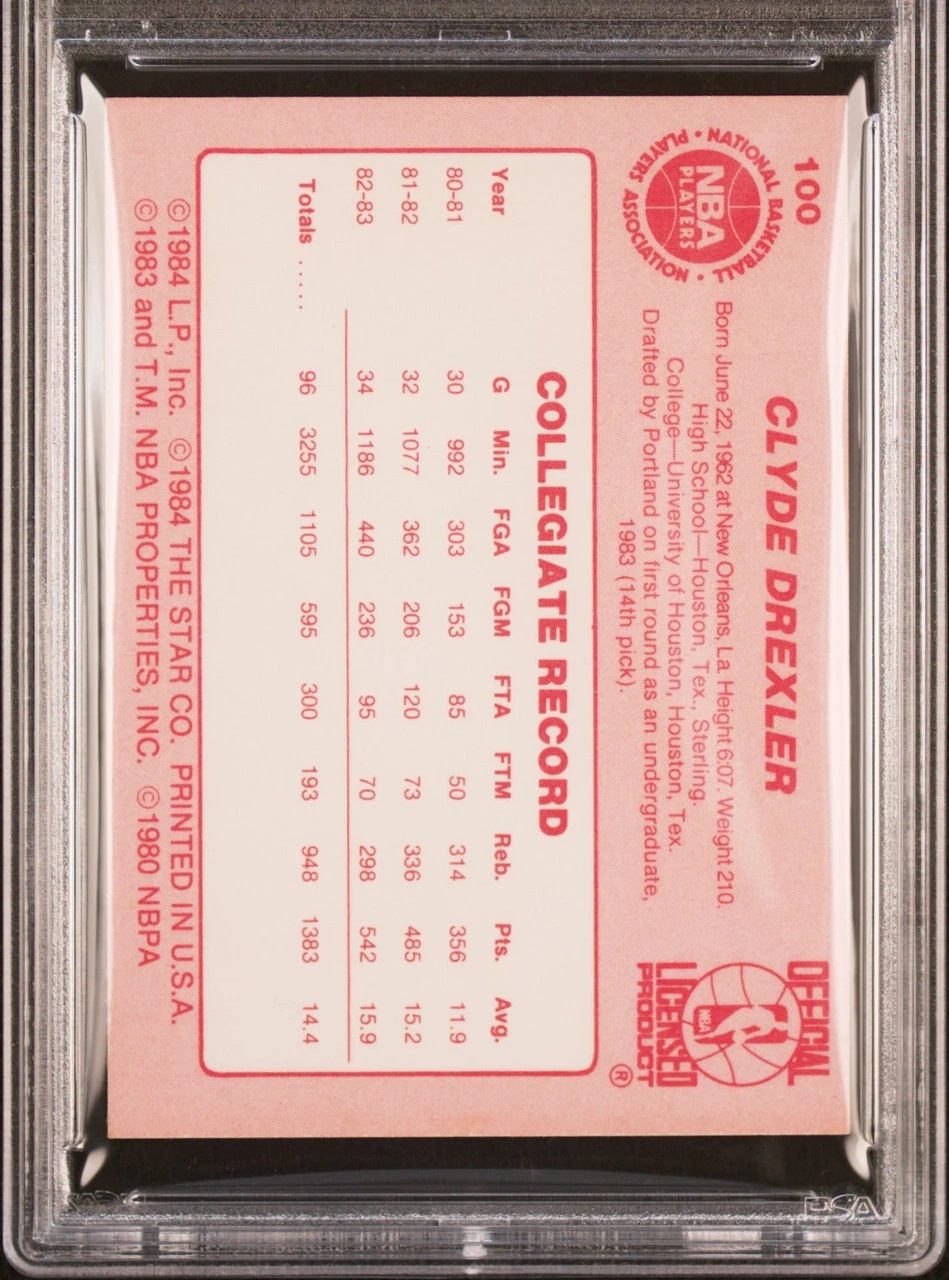 100
NATIONAL BASKETBALL PLAYERS ASSOCIATION
NBA
PLAYERS
CLYDE DREXLER
Born June 22, 1962 at New Orleans, La. Height 6:07. Weight 210.
High School—Houston, Tex., Sterling.
College—University of Houston, Houston, Tex.
Drafted by Portland on first round as an undergraduate,
1983 (14th pick).
OFFICIAL
NBA
LICENSED
PRODUCT
®
COLLEGIATE RECORD
Year G Min. FGA FGM FTA FTM Reb. Pts. Avg.
80-81 30 992 303 153 85 50 314 356 11.9
81-82 32 1077 362 206 120 73 336 485 15.2
82-83 34 1186 440 236 95 70 298 542 15.9
Totals ..... 96 3255 1105 595 300 193 948 1383 14.4
©1984 L.P., Inc. ©1984 THE STAR CO. PRINTED IN U.S.A.
©1983 and T.M. NBA PROPERTIES, INC. ©1980 NBPA
PSA